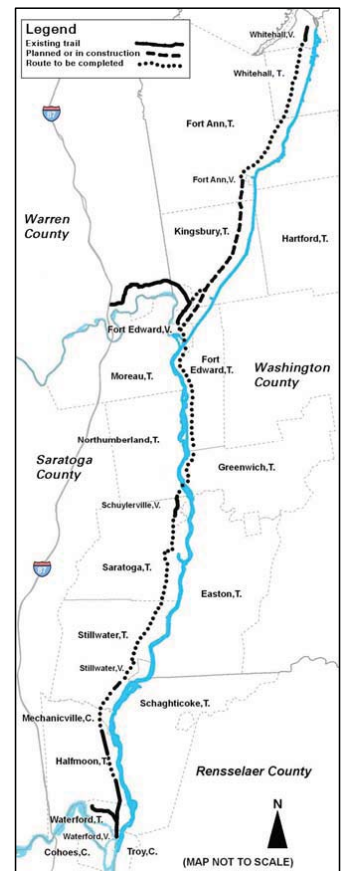 Legend
Existing trail
Planned or in construction
Route to be completed
Whitehall,V.
Whitehall, T.
87
Fort Ann,T.
Fort Ann,V.
Warren
County
Kingsbury,T.
Hartford,T.
Fort Edward,V.
Fort
Edward,T.
Moreau,T.
Washington
County
Northumberland,T.
Saratoga
County
Greenwich,T.
Schuylerville,V.
87
Saratoga,T.
Easton,T.
Stillwater,T.
Stillwater,V.
Schaghticoke,T.
Mechanicville,C.
Halfmoon,T.
Rensselaer County
Waterford,T.
Waterford,V.
Cohoes,C.
Troy,C.
N
(MAP NOT TO SCALE)